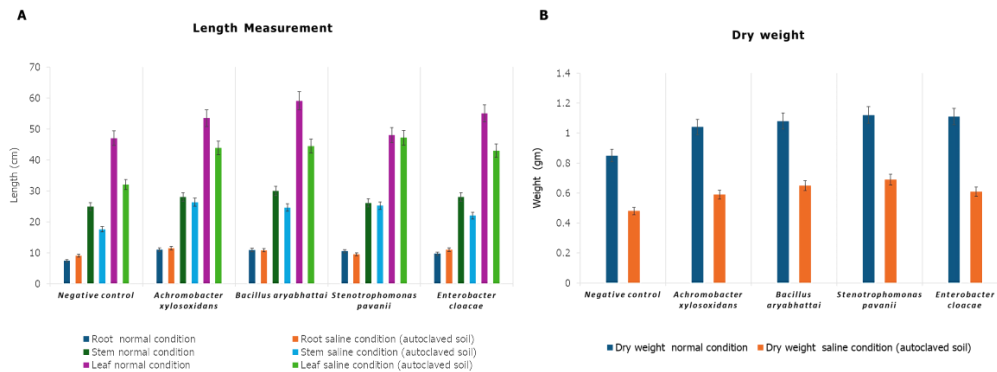 A
Length Measurement
Length (cm)
70
60
50
40
30
20
10
0
Negative control
Achromobacter
xylosoxidans
Bacillus aryabhattai
Stenotrophomonas
pavanii
Enterobacter
cloacae
Root normal condition
Root saline condition (autoclaved soil)
Stem normal condition
Stem saline condition (autoclaved soil)
Leaf normal condition
Leaf saline condition (autoclaved soil)
B
Dry weight
Weight (gm)
1.4
1.2
1
0.8
0.6
0.4
0.2
0
Negative control
Achromobacter
xylosoxidans
Bacillus
aryabhattai
Stenotrophomonas
pavanii
Enterobacter
cloacae
Dry weight normal condition
Dry weight saline condition (autoclaved soil)